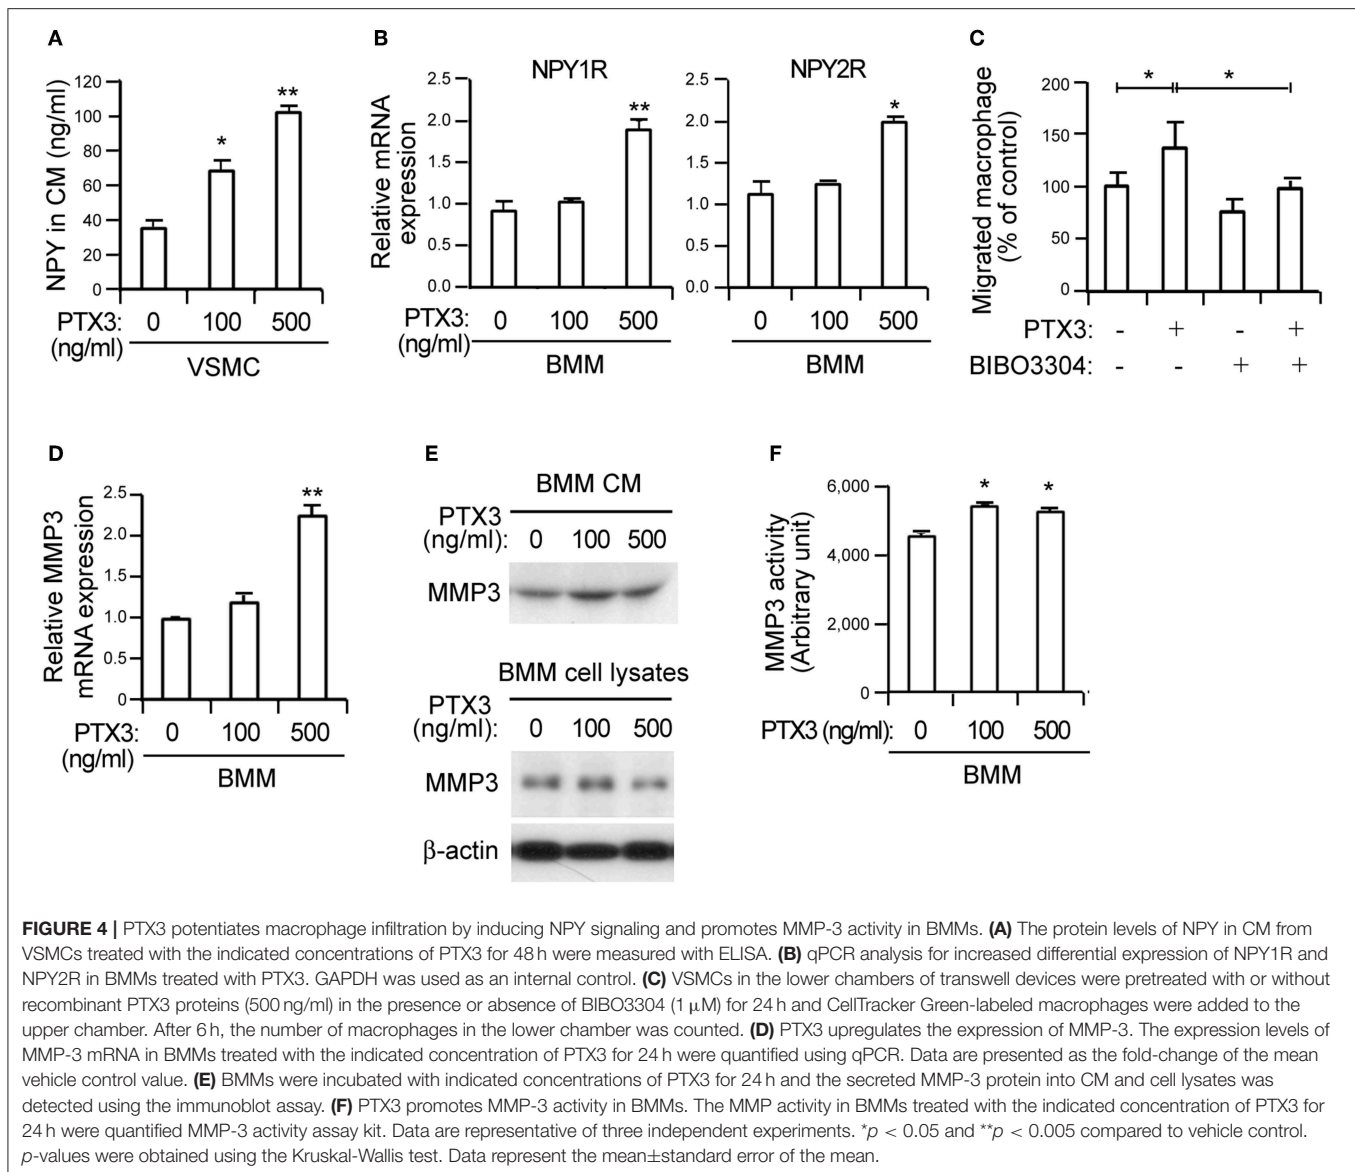 A
NPY in CM (ng/ml)
120
100
80
60
40
20
0
*
**
PTX3: 0 100 500
(ng/ml)
VSMC
B
NPY1R
Relative mRNA
expression
2.5
2.0
1.5
1.0
0.5
0.0
**
PTX3: 0 100 500
(ng/ml)
BMM
NPY2R
2.5
2.0
1.5
1.0
0.5
0.0
*
0 100 500
BMM
C
Migrated macrophage
(% of control)
200
150
100
50
0
* *
PTX3: - + - +
BIBO3304: - - + +
D
Relative MMP3
mRNA expression
2.5
2.0
1.5
1.0
0.5
0
**
PTX3: 0 100 500
(ng/ml)
BMM
E
BMM CM
PTX3
(ng/ml): 0 100 500
MMP3
BMM cell lysates
PTX3
(ng/ml): 0 100 500
MMP3
β-actin
F
MMP3 activity
(Arbitrary unit)
6,000
4,000
2,000
0
* *
PTX3 (ng/ml): 0 100 500
BMM
FIGURE 4 | PTX3 potentiates macrophage infiltration by inducing NPY signaling and promotes MMP-3 activity in BMMs. (A) The protein levels of NPY in CM from
VSMCs treated with the indicated concentrations of PTX3 for 48 h were measured with ELISA. (B) qPCR analysis for increased differential expression of NPY1R and
NPY2R in BMMs treated with PTX3. GAPDH was used as an internal control. (C) VSMCs in the lower chambers of transwell devices were pretreated with or without
recombinant PTX3 proteins (500 ng/ml) in the presence or absence of BIBO3304 (1 μM) for 24 h and CellTracker Green-labeled macrophages were added to the
upper chamber. After 6 h, the number of macrophages in the lower chamber was counted. (D) PTX3 upregulates the expression of MMP-3. The expression levels of
MMP-3 mRNA in BMMs treated with the indicated concentration of PTX3 for 24 h were quantified using qPCR. Data are presented as the fold-change of the mean
vehicle control value. (E) BMMs were incubated with indicated concentrations of PTX3 for 24 h and the secreted MMP-3 protein into CM and cell lysates was
detected using the immunoblot assay. (F) PTX3 promotes MMP-3 activity in BMMs. The MMP activity in BMMs treated with the indicated concentration of PTX3 for
24 h were quantified MMP-3 activity assay kit. Data are representative of three independent experiments. *p < 0.05 and **p < 0.005 compared to vehicle control.
p-values were obtained using the Kruskal-Wallis test. Data represent the mean±standard error of the mean.